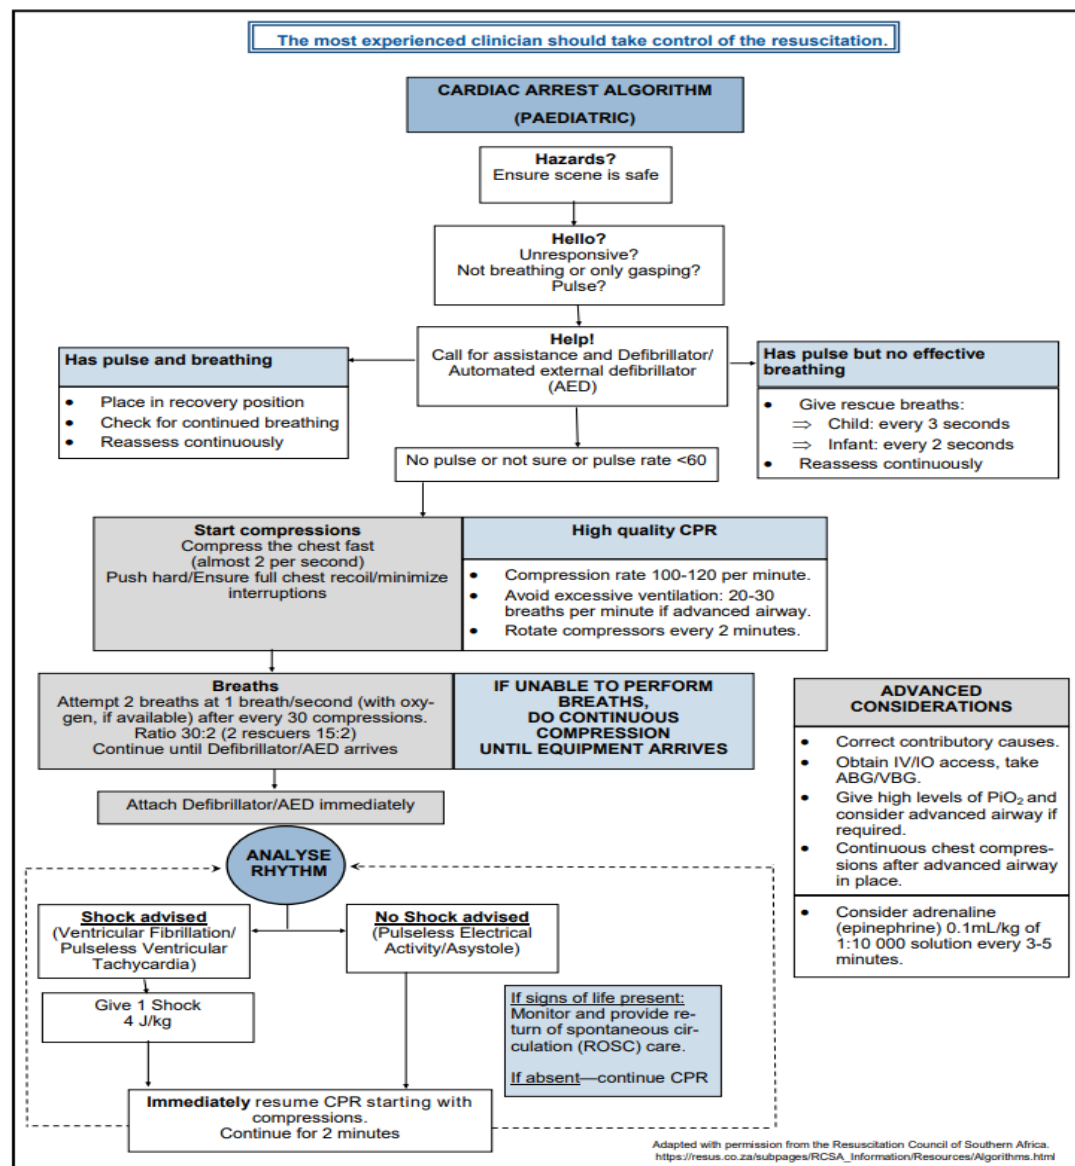 The most experienced clinician should take control of the resuscitation.
CARDIAC ARREST ALGORITHM
(PAEDIATRIC)
Hazards?
Ensure scene is safe
Hello?
Unresponsive?
Not breathing or only gasping?
Pulse?
Help!
Call for assistance and Defibrillator/
Automated external defibrillator
(AED)
Has pulse and breathing
• Place in recovery position
• Check for continued breathing
• Reassess continuously
Has pulse but no effective
breathing
• Give rescue breaths:
⇒ Child: every 3 seconds
⇒ Infant: every 2 seconds
• Reassess continuously
No pulse or not sure or pulse rate <60
Start compressions
Compress the chest fast
(almost 2 per second)
Push hard/Ensure full chest recoil/minimize
interruptions
High quality CPR
• Compression rate 100-120 per minute.
• Avoid excessive ventilation: 20-30
breaths per minute if advanced airway.
• Rotate compressors every 2 minutes.
Breaths
Attempt 2 breaths at 1 breath/second (with oxy-
gen, if available) after every 30 compressions.
Ratio 30:2 (2 rescuers 15:2)
Continue until Defibrillator/AED arrives
IF UNABLE TO PERFORM
BREATHS,
DO CONTINUOUS
COMPRESSION
UNTIL EQUIPMENT ARRIVES
ADVANCED
CONSIDERATIONS
• Correct contributory causes.
• Obtain IV/IO access, take
ABG/VBG.
• Give high levels of PiO₂ and
consider advanced airway if
required.
• Continuous chest compres-
sions after advanced airway
in place.
• Consider adrenaline
(epinephrine) 0.1mL/kg of
1:10 000 solution every 3-5
minutes.
Attach Defibrillator/AED immediately
ANALYSE
RHYTHM
Shock advised
(Ventricular Fibrillation/
Pulseless Ventricular
Tachycardia)
No Shock advised
(Pulseless Electrical
Activity/Asystole)
Give 1 Shock
4 J/kg
If signs of life present:
Monitor and provide re-
turn of spontaneous cir-
culation (ROSC) care.
If absent—continue CPR
Immediately resume CPR starting with
compressions.
Continue for 2 minutes
Adapted with permission from the Resuscitation Council of Southern Africa.
https://resus.co.za/subpages/RCSA_Information/Resources/Algorithms.html